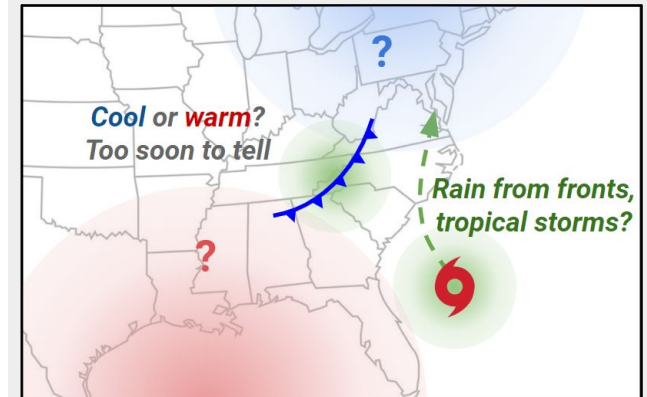 ?
Cool or warm?
Too soon to tell
Rain from fronts,
tropical storms?
?